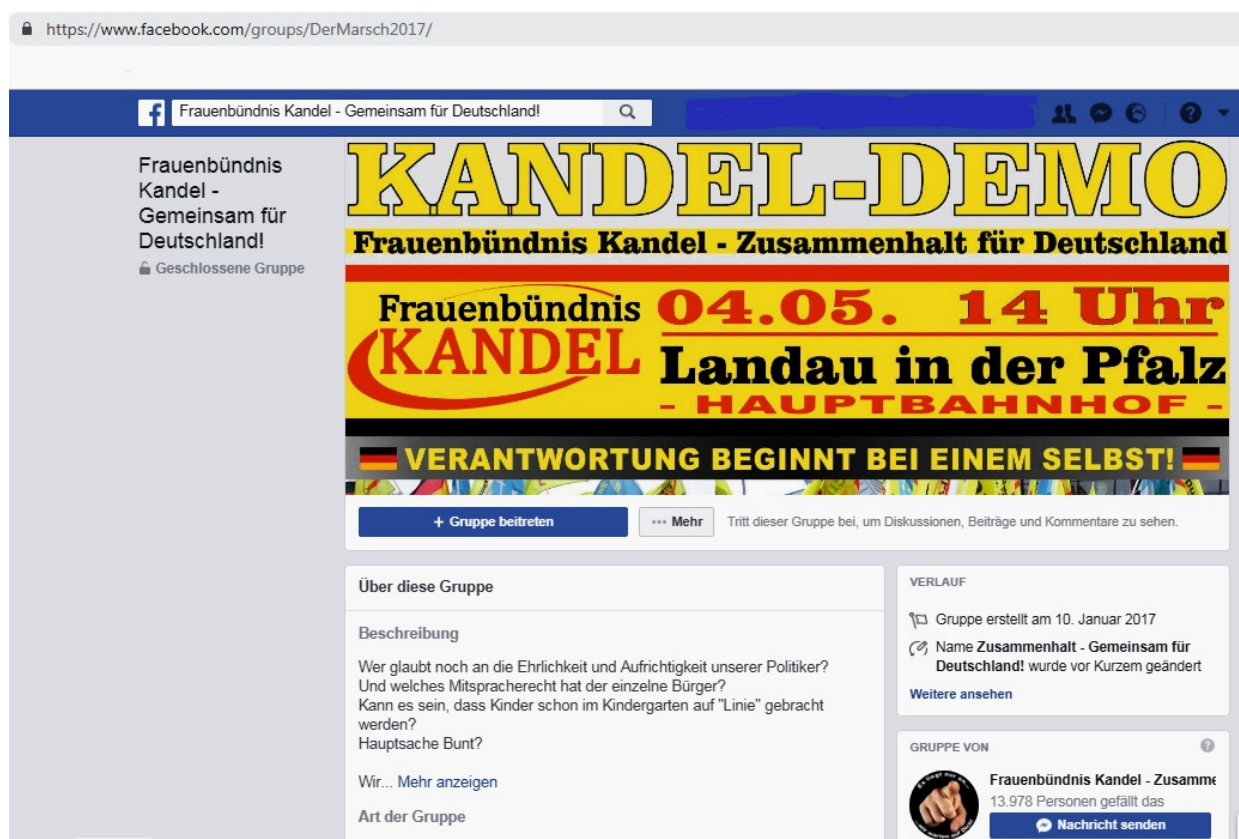 https://www.facebook.com/groups/DerMarsch2017/
Frauenbündnis Kandel - Gemeinsam für Deutschland!
Frauenbündnis
Kandel -
Gemeinsam für
Deutschland!
Geschlossene Gruppe
KANDEL-DEMO
Frauenbündnis Kandel - Zusammenhalt für Deutschland
Frauenbündnis
KANDEL
04.05. 14 Uhr
Landau in der Pfalz
- HAUPTBAHNHOF -
VERANTWORTUNG BEGINNT BEI EINEM SELBST!
+ Gruppe beitreten
••• Mehr
Tritt dieser Gruppe bei, um Diskussionen, Beiträge und Kommentare zu sehen.
Über diese Gruppe
Beschreibung
Wer glaubt noch an die Ehrlichkeit und Aufrichtigkeit unserer Politiker?
Und welches Mitspracherecht hat der einzelne Bürger?
Kann es sein, dass Kinder schon im Kindergarten auf "Linie" gebracht
werden?
Hauptsache Bunt?
Wir... Mehr anzeigen
Art der Gruppe
VERLAUF
Gruppe erstellt am 10. Januar 2017
Name Zusammenhalt - Gemeinsam für
Deutschland! wurde vor Kurzem geändert
Weitere ansehen
GRUPPE VON
Frauenbündnis Kandel - Zusamme
13.978 Personen gefällt das
Nachricht senden